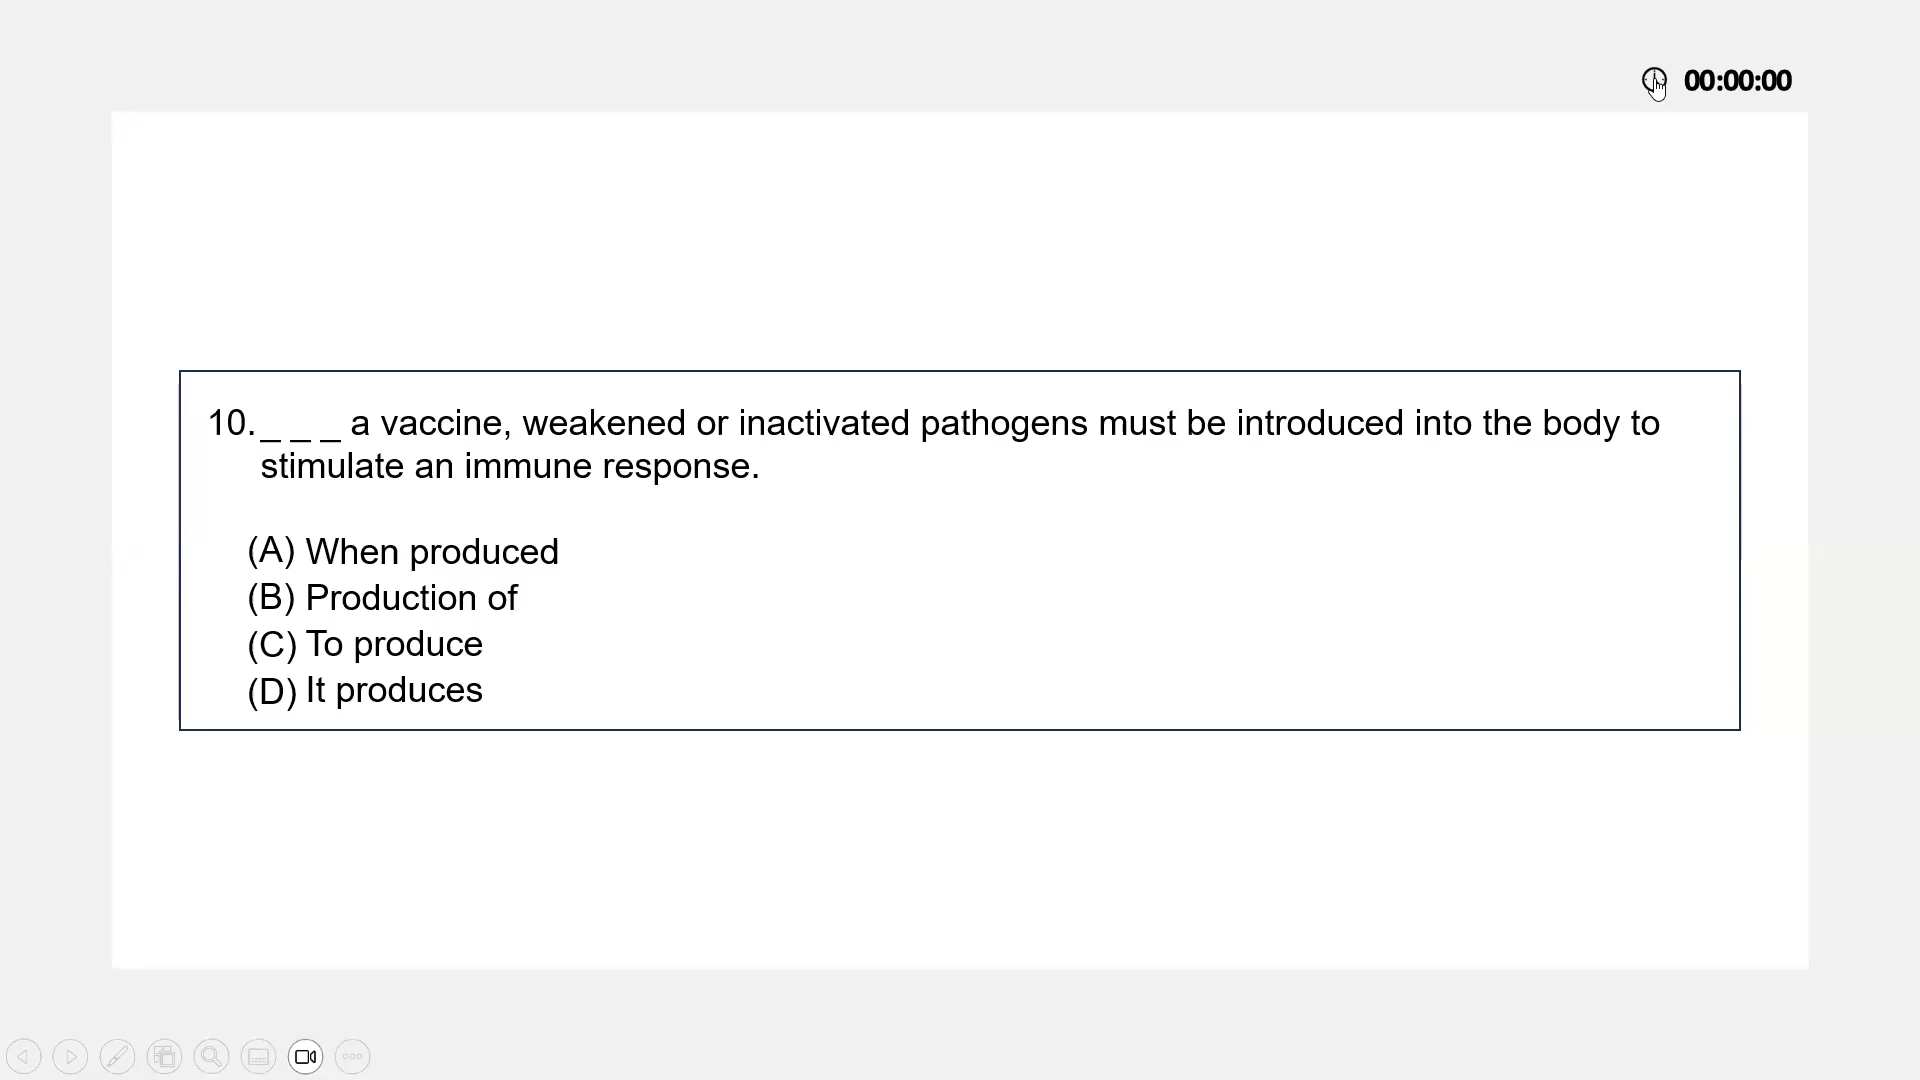 00:00:00
10. _ _ _ a vaccine, weakened or inactivated pathogens must be introduced into the body to
stimulate an immune response.
(A) When produced
(B) Production of
(C) To produce
(D) It produces